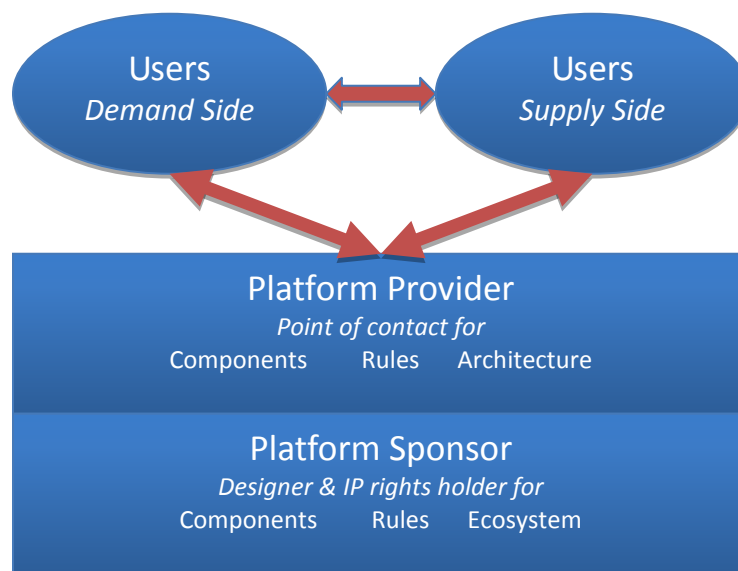 Users
Demand Side
Users
Supply Side
Platform Provider
Point of contact for
Components Rules Architecture
Platform Sponsor
Designer & IP rights holder for
Components Rules Ecosystem